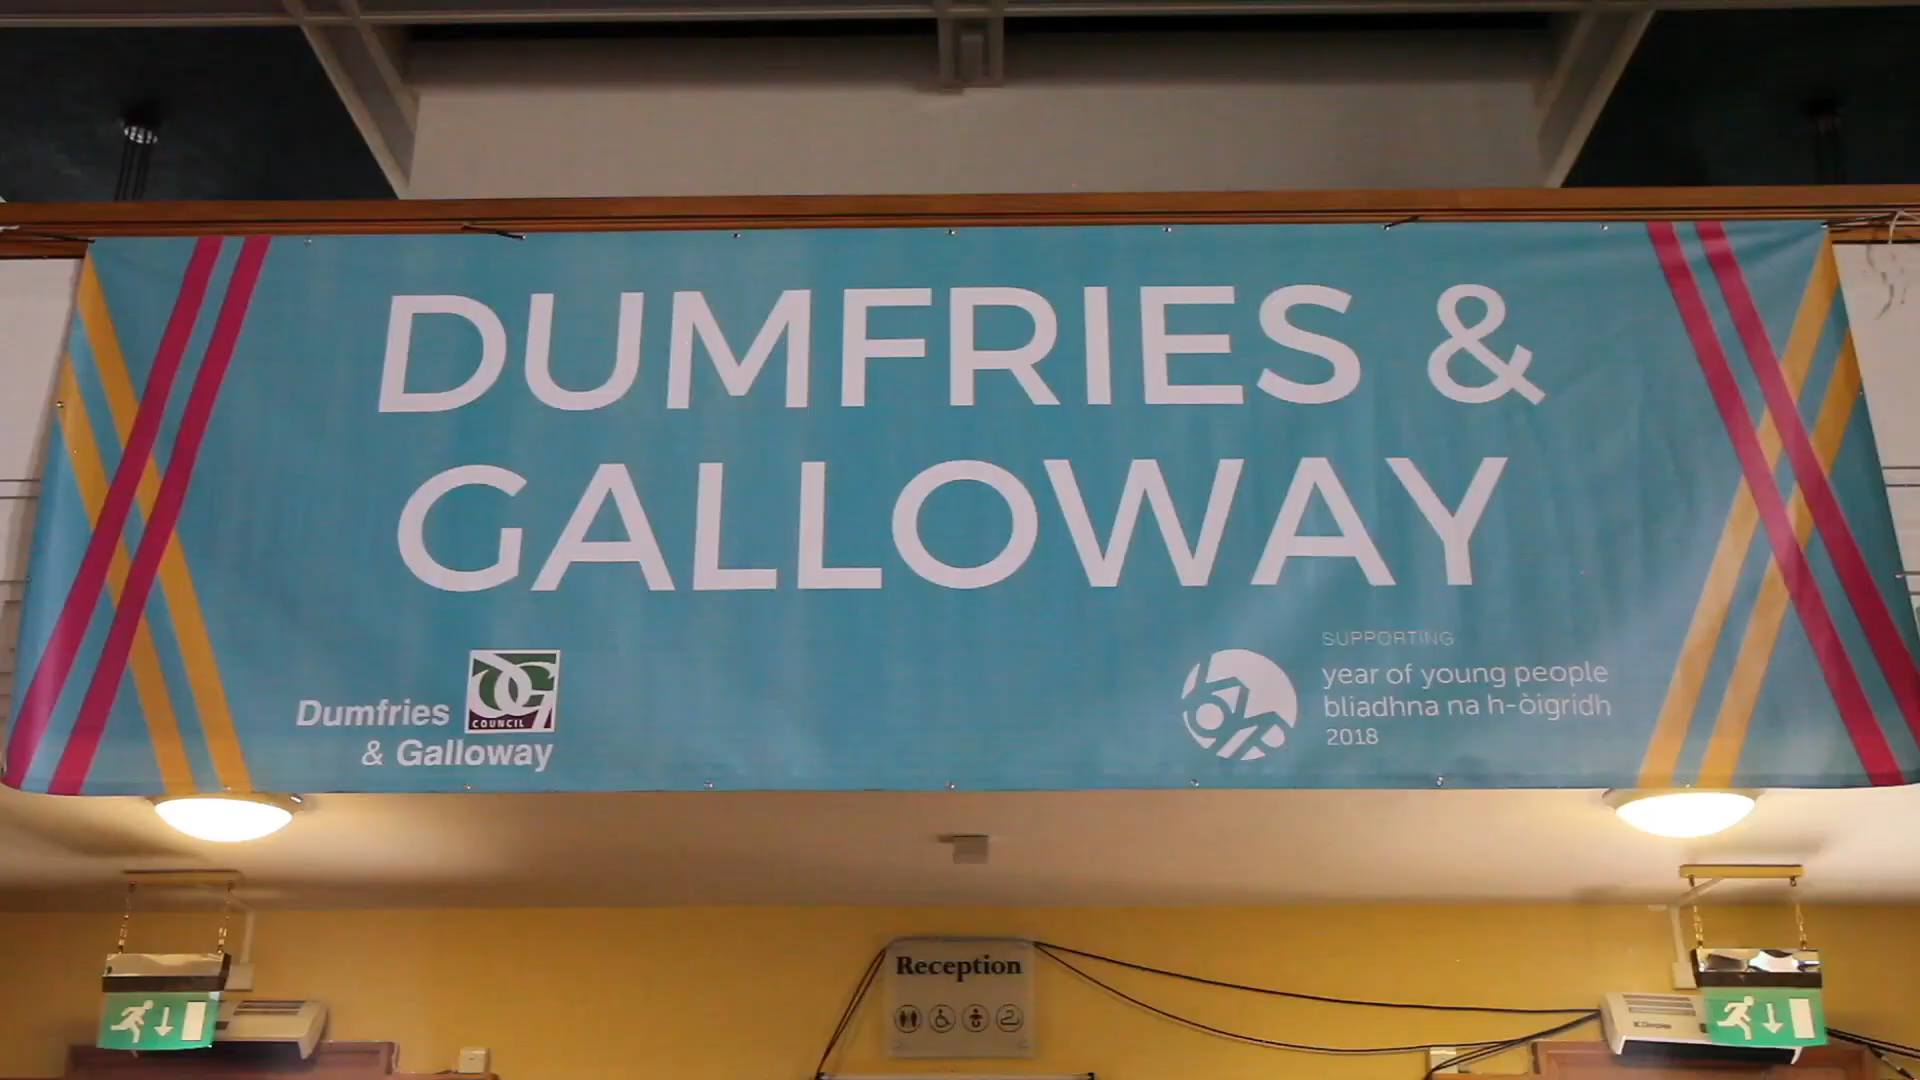 DUMFRIES &
GALLOWAY
Dumfries
COUNCIL
& Galloway
SUPPORTING
year of young people
bliadhna na h-òigridh
2018
Reception